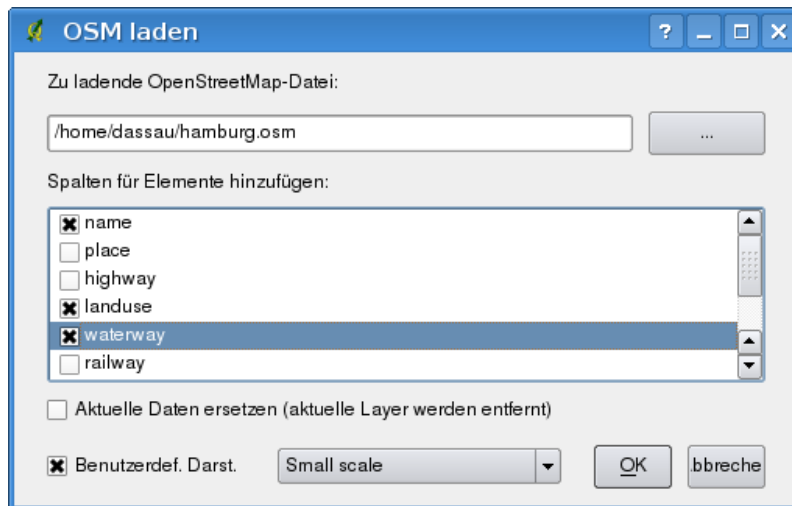 OSM laden
?
Zu ladende OpenStreetMap-Datei:
/home/dassau/hamburg.osm
...
Spalten für Elemente hinzufügen:
name
place
highway
landuse
waterway
railway
Aktuelle Daten ersetzen (aktuelle Layer werden entfernt)
Benutzerdef. Darst.
Small scale
OK
bbreche